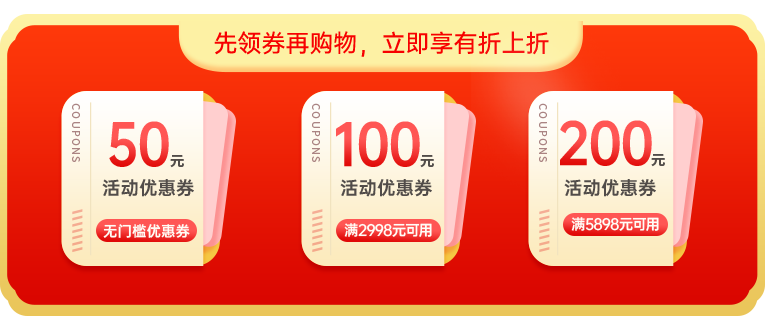 先领券再购物，立即享有折上折
COUPONS
50元
活动优惠券
无门槛优惠券
COUPONS
100元
活动优惠券
满2998元可用
COUPONS
200元
活动优惠券
满5898元可用